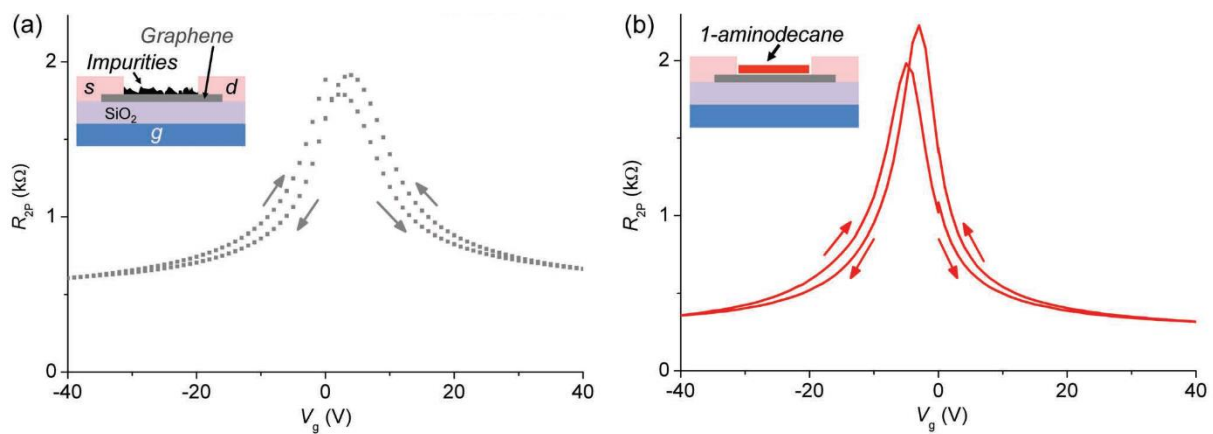 (a)
Graphene
Impurities
s
d
SiO₂
g
2
1
0
R₂P (kΩ)
-40
-20
0
20
40
Vg (V)
(b)
1-aminodecane
2
1
0
R₂P (kΩ)
-40
-20
0
20
40
Vg (V)